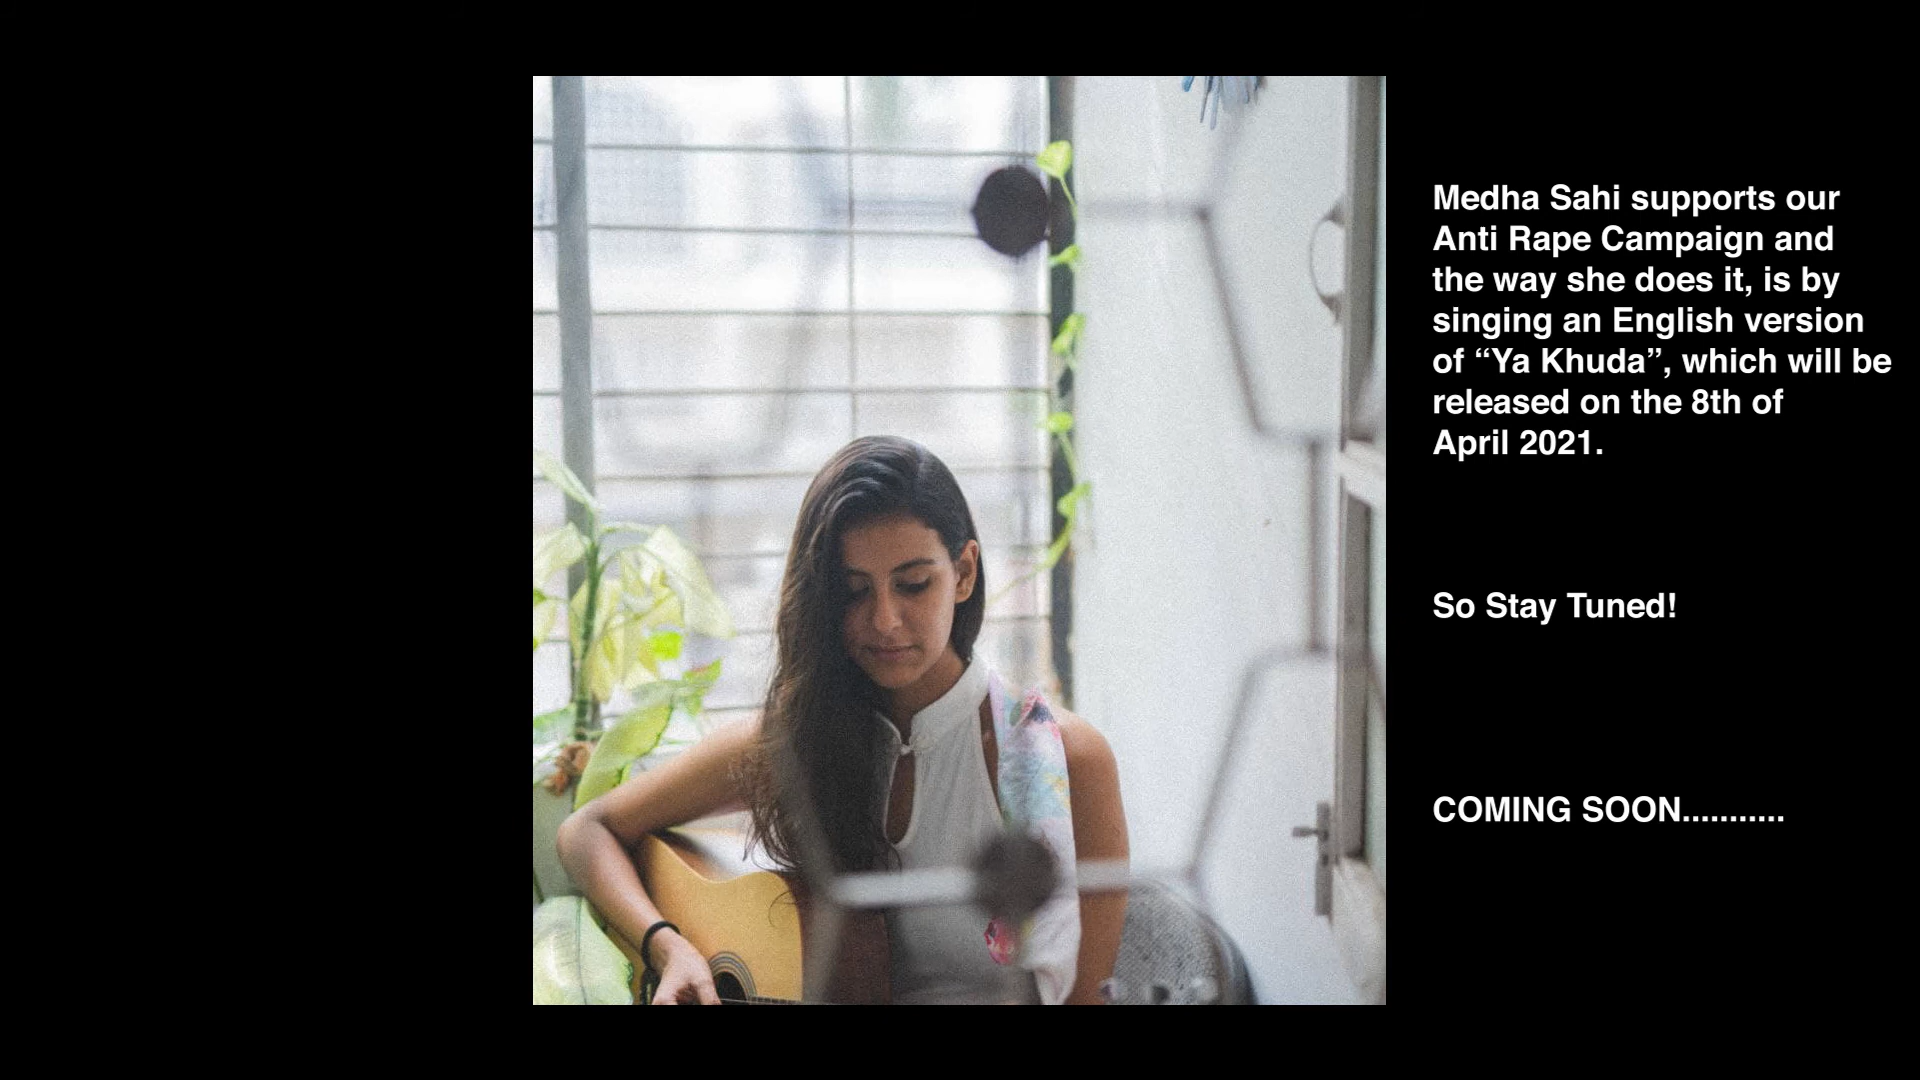 Medha Sahi supports our
Anti Rape Campaign and
the way she does it, is by
singing an English version
of “Ya Khuda”, which will be
released on the 8th of
April 2021.
So Stay Tuned!
COMING SOON...........